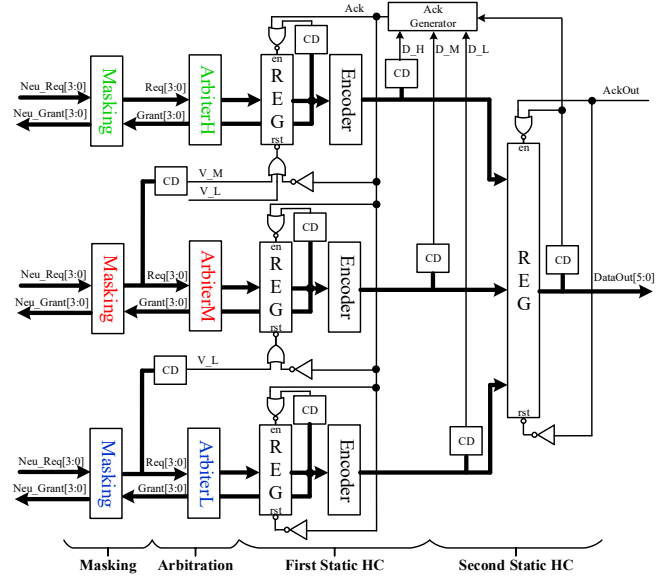 Ack
Ack
Generator
D_H
D_M
D_L
CD
CD
en
Neu_Req[3:0]
Neu_Grant[3:0]
Masking
Req[3:0]
Grant[3:0]
ArbiterH
REG
Encoder
rst
AckOut
en
CD
V_M
V_L
CD
en
Neu_Req[3:0]
Neu_Grant[3:0]
Masking
Req[3:0]
Grant[3:0]
ArbiterM
REG
Encoder
rst
CD
REG
CD
DataOut[5:0]
CD
V_L
CD
en
Neu_Req[3:0]
Neu_Grant[3:0]
Masking
Req[3:0]
Grant[3:0]
ArbiterL
REG
Encoder
rst
CD
rst
Masking
Arbitration
First Static HC
Second Static HC